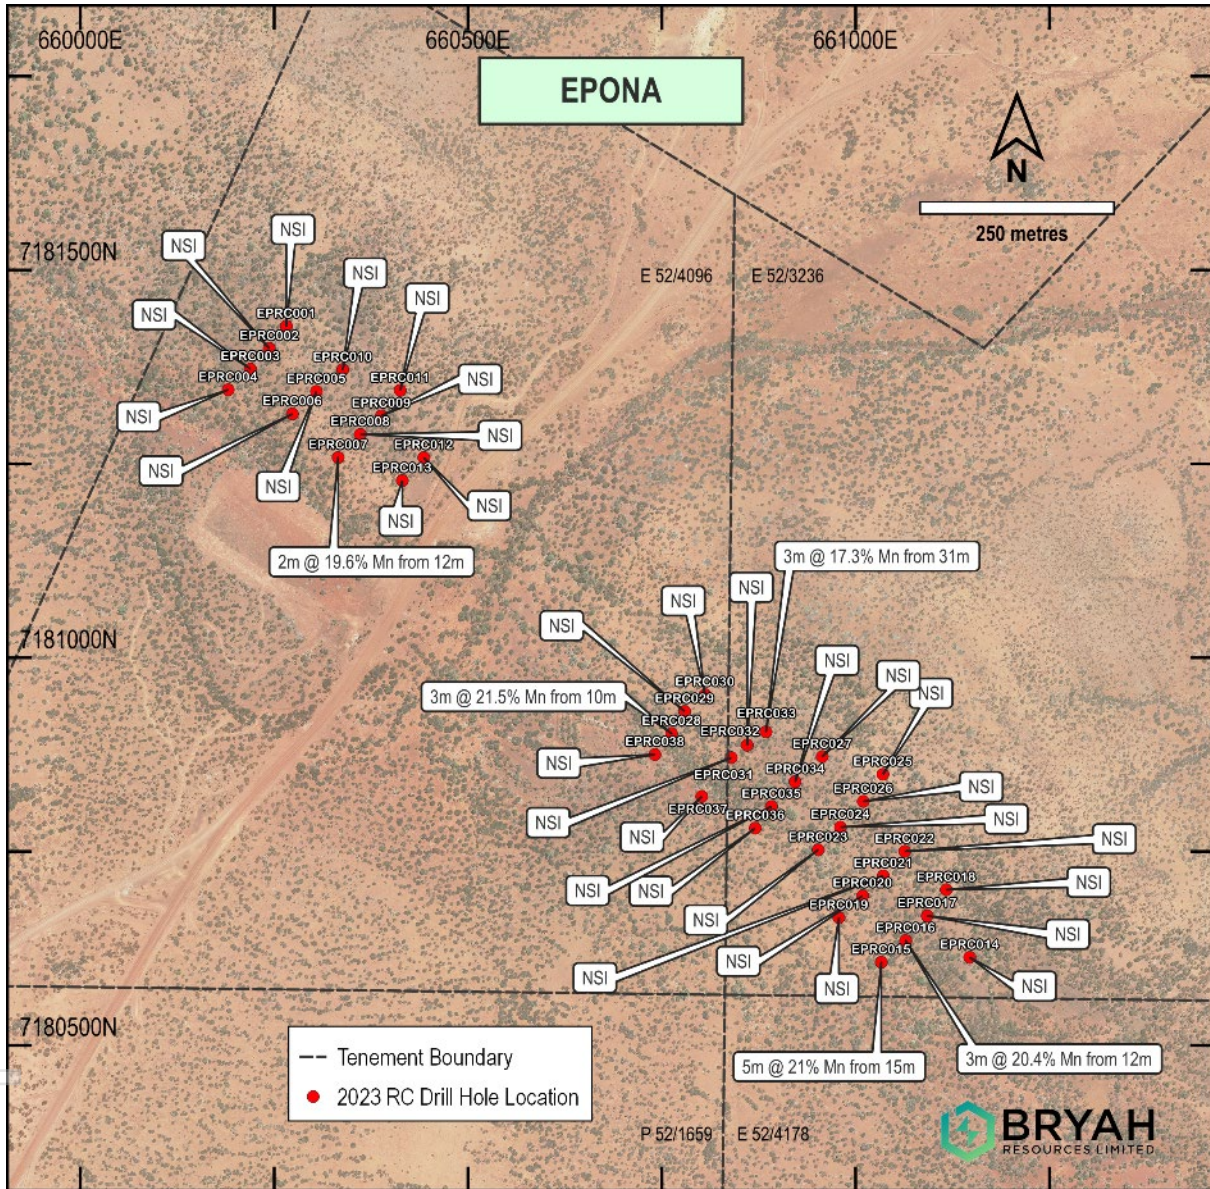 660000E
660500E
661000E
EPONA
N
250 metres
7181500N
E 52/4096
E 52/3236
NSI
NSI
NSI
NSI
NSI
EPRC001
EPRC002
EPRC003
EPRC010
EPRC004
EPRC005
EPRC011
NSI
EPRC006
EPRC009
NSI
EPRC008
NSI
EPRC007
EPRC012
NSI
EPRC013
NSI
NSI
NSI
2m @ 19.6% Mn from 12m
3m @ 17.3% Mn from 31m
NSI
NSI
NSI
7181000N
NSI
NSI
EPRC030
NSI
3m @ 21.5% Mn from 10m
EPRC029
EPRC028
EPRC033
EPRC032
EPRC038
EPRC027
NSI
EPRC031
EPRC034
EPRC025
NSI
EPRC035
EPRC026
EPRC037
EPRC036
EPRC024
NSI
NSI
NSI
EPRC023
EPRC022
NSI
EPRC021
NSI
NSI
EPRC020
EPRC018
NSI
EPRC019
EPRC017
NSI
EPRC016
NSI
EPRC015
EPRC014
NSI
NSI
NSI
NSI
7180500N
5m @ 21% Mn from 15m
3m @ 20.4% Mn from 12m
Tenement Boundary
2023 RC Drill Hole Location
P 52/1659
E 52/4178
BRYAH
RESOURCES LIMITED